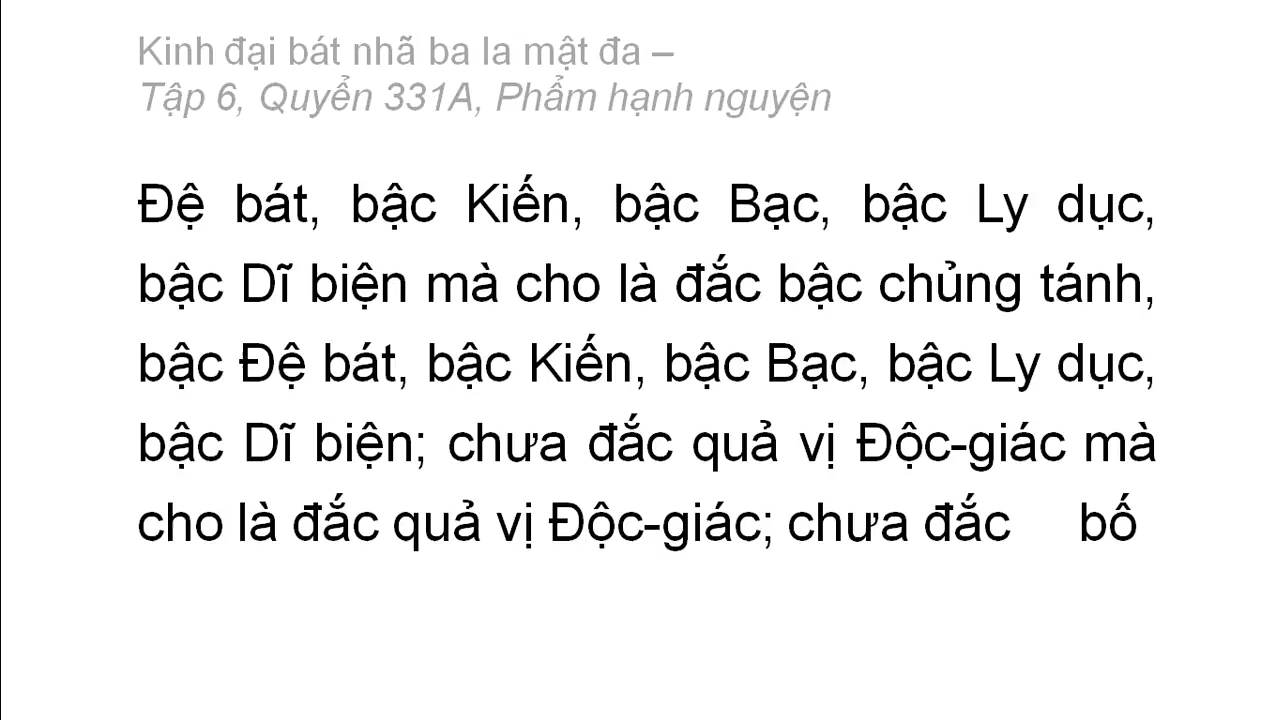 Kinh đại bát nhã ba la mật đa –
Tập 6, Quyển 331A, Phẩm hạnh nguyện
Đệ bát, bậc Kiến, bậc Bạc, bậc Ly dục,
bậc Dĩ biện mà cho là đắc bậc chủng tánh,
bậc Đệ bát, bậc Kiến, bậc Bạc, bậc Ly dục,
bậc Dĩ biện; chưa đắc quả vị Độc-giác mà
cho là đắc quả vị Độc-giác; chưa đắc bố